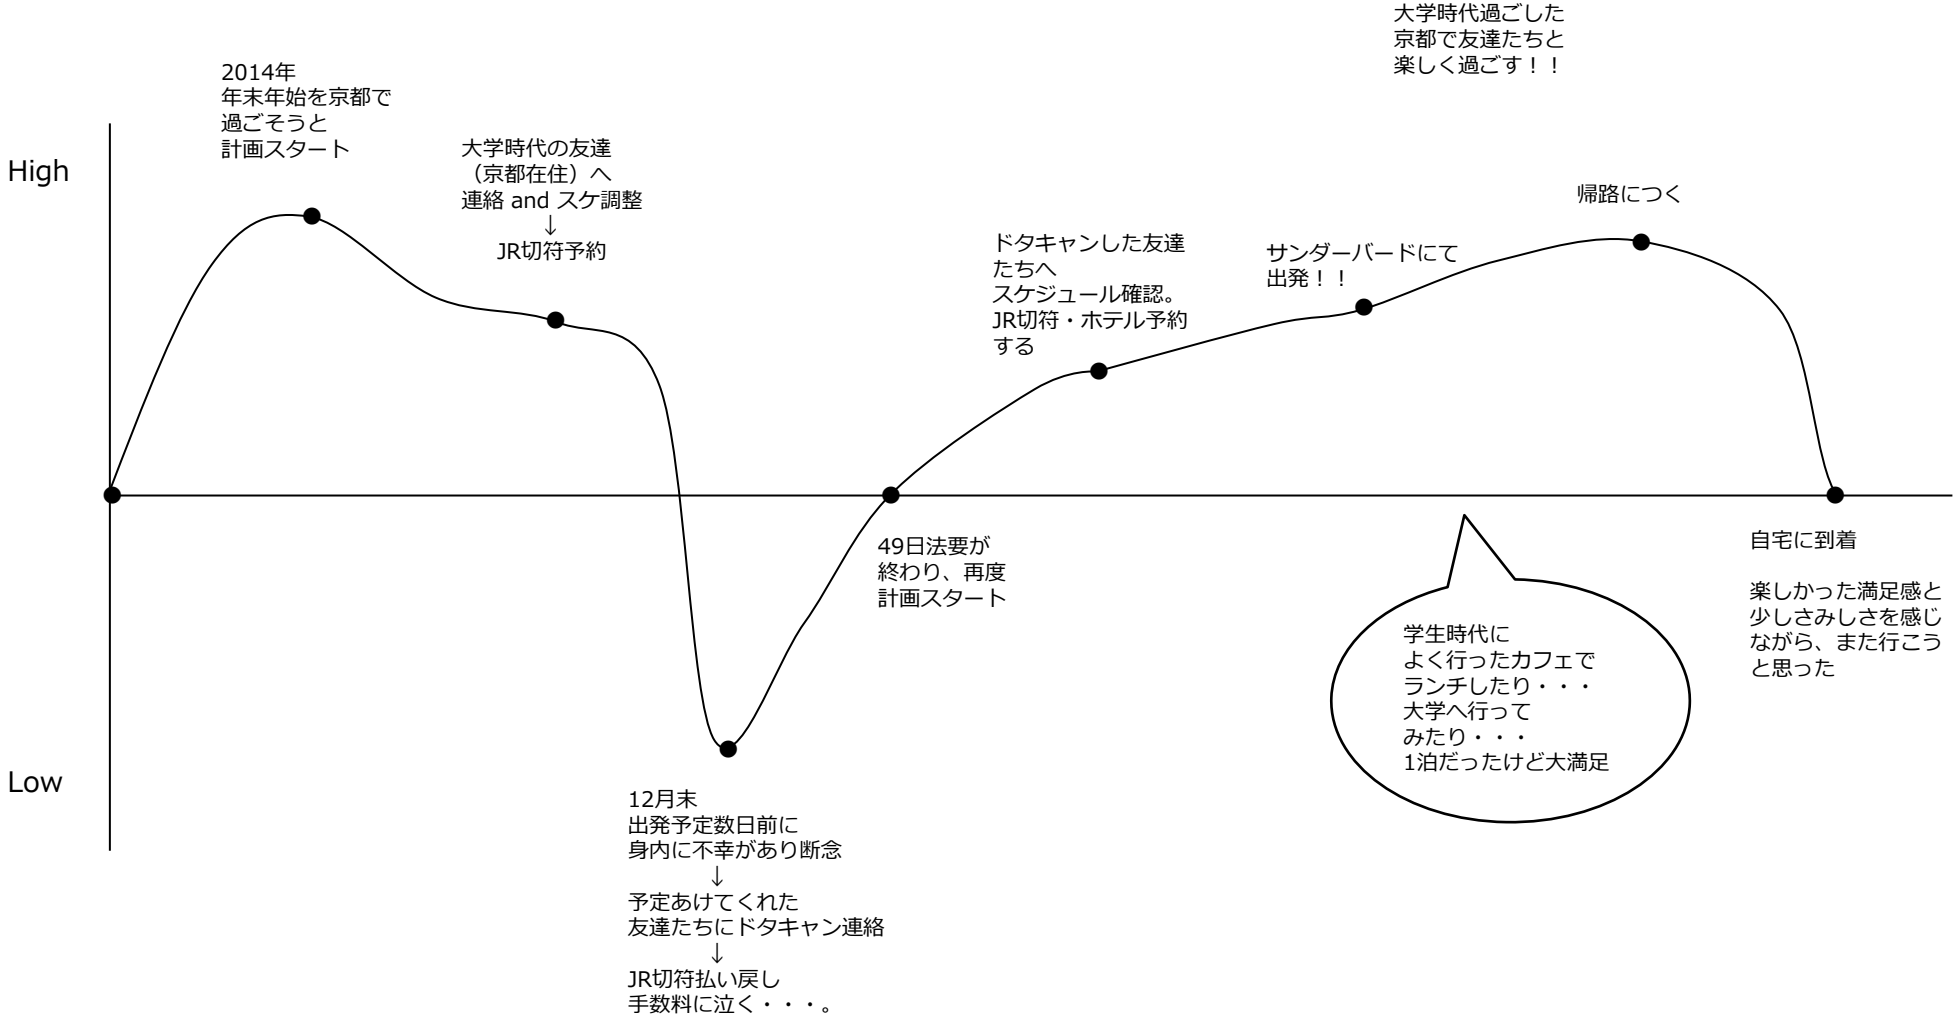 大学時代過ごした
京都で友達たちと
楽しく過ごす！！
2014年
年末年始を京都で
過ごそうと
計画スタート
High
大学時代の友達
（京都在住）へ
連絡 and スケ調整
↓
JR切符予約
ドタキャンした友達
たちへ
スケジュール確認。
JR切符・ホテル予約
する
サンダーバードにて
出発！！
帰路につく
49日法要が
終わり、再度
計画スタート
自宅に到着
楽しかった満足感と
少しさみしさを感じ
ながら、また行こう
と思った
学生時代に
よく行ったカフェで
ランチしたり・・・
大学へ行って
みたり・・・
1泊だったけど大満足
Low
12月末
出発予定数日前に
身内に不幸があり断念
↓
予定あけてくれた
友達たちにドタキャン連絡
↓
JR切符払い戻し
手数料に泣く・・・。